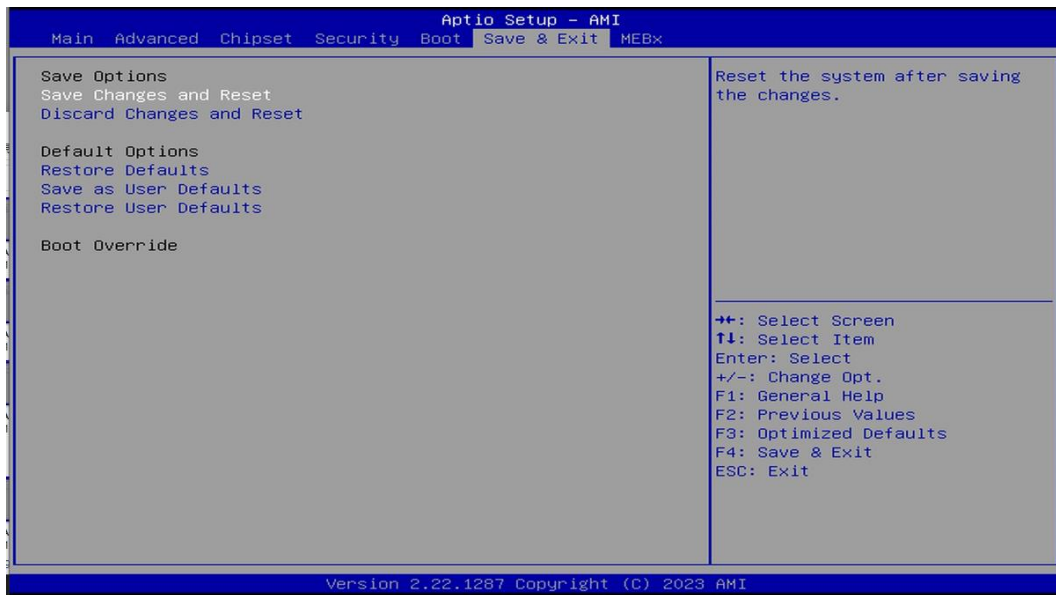 Aptio Setup – AMI
Main Advanced Chipset Security Boot Save & Exit MEBx
Save Options
Save Changes and Reset
Discard Changes and Reset
Default Options
Restore Defaults
Save as User Defaults
Restore User Defaults
Boot Override
Reset the system after saving
the changes.
→←: Select Screen
↑↓: Select Item
Enter: Select
+/-: Change Opt.
F1: General Help
F2: Previous Values
F3: Optimized Defaults
F4: Save & Exit
ESC: Exit
Version 2.22.1287 Copyright (C) 2023 AMI